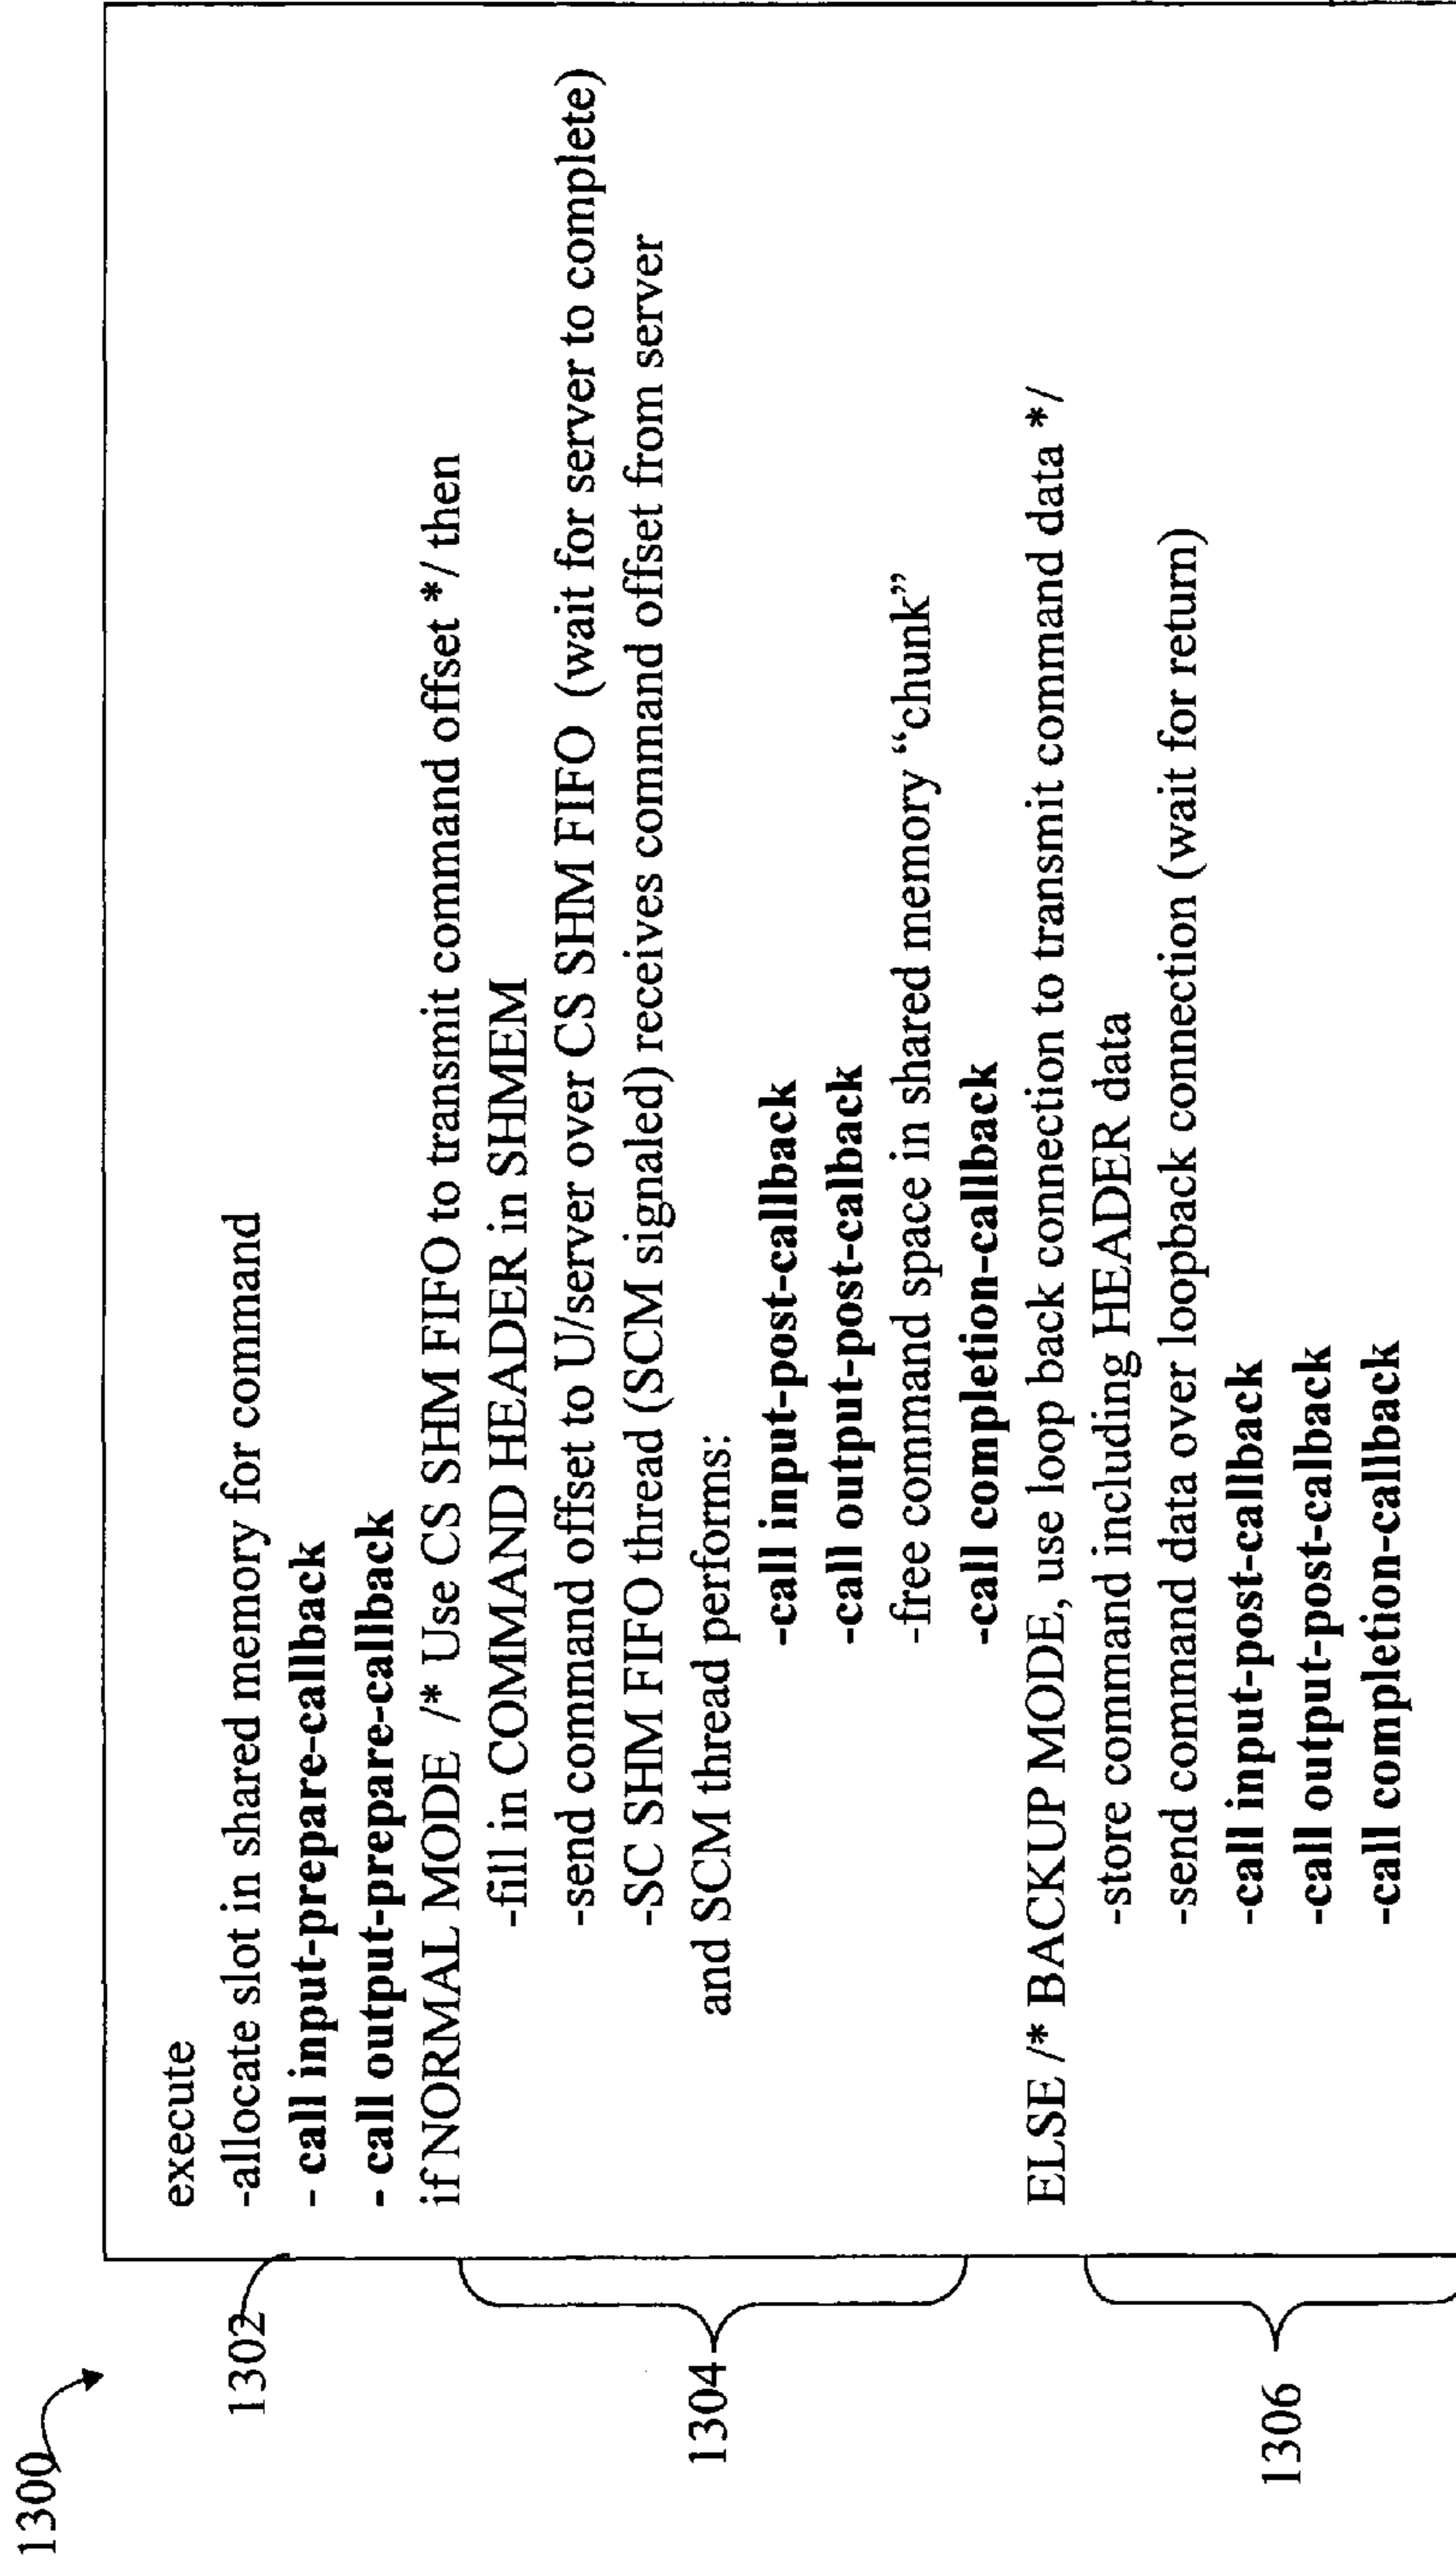 1300
execute
1302
-allocate slot in shared memory for command
- call input-prepare-callback
- call output-prepare-callback
if NORMAL MODE /* Use CS SHM FIFO to transmit command offset */ then
1304
-fill in COMMAND HEADER in SHMEM
-send command offset to U/server over CS SHM FIFO (wait for server to complete)
-SC SHM FIFO thread (SCM signaled) receives command offset from server
and SCM thread performs:
-call input-post-callback
-call output-post-calback
-free command space in shared memory “chunk”
-call completion-callback
ELSE /* BACKUP MODE, use loop back connection to transmit command data */
1306
-store command including HEADER data
-send command data over loopback connection (wait for return)
-call input-post-callback
-call output-post-calback
-call completion-callback